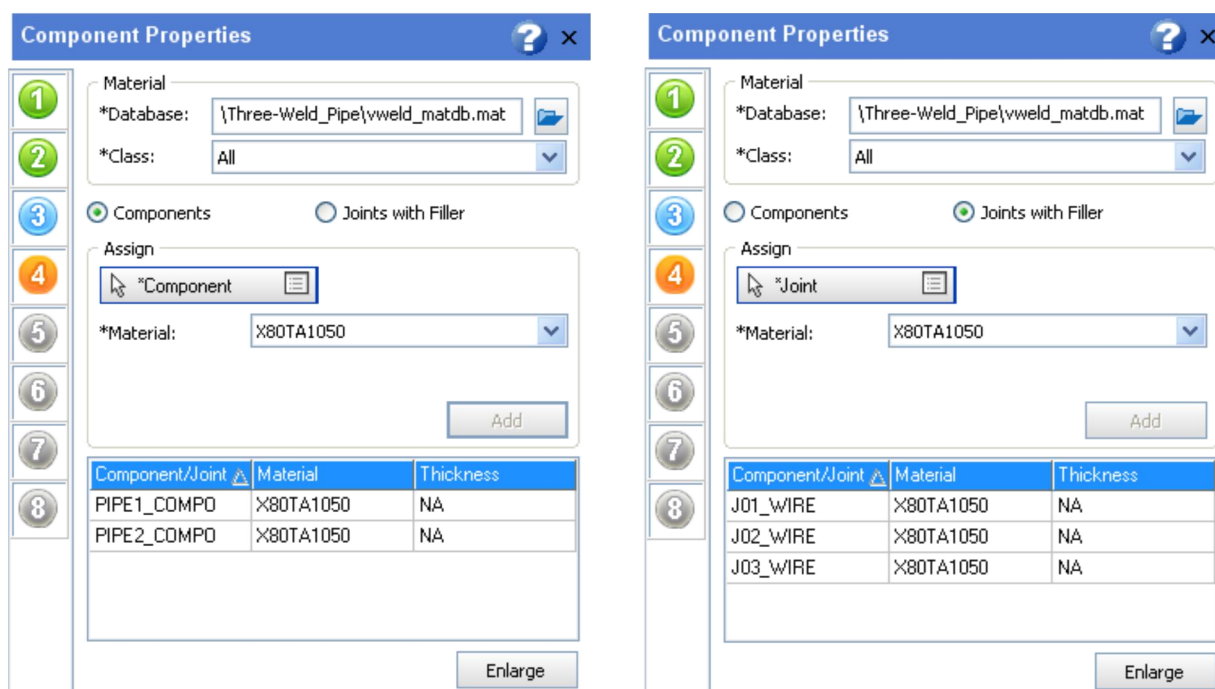 Component Properties ? ×
1
2
3
4
5
6
7
8
Material
*Database: \Three-Weld_Pipe\vweld_matdb.mat
*Class: All
Components Joints with Filler
Assign
*Component
*Material: X80TA1050
Add
Component/Joint Material Thickness
PIPE1_COMPO X80TA1050 NA
PIPE2_COMPO X80TA1050 NA
Enlarge
Component Properties ? ×
1
2
3
4
5
6
7
8
Material
*Database: \Three-Weld_Pipe\vweld_matdb.mat
*Class: All
Components Joints with Filler
Assign
*Joint
*Material: X80TA1050
Add
Component/Joint Material Thickness
J01_WIRE X80TA1050 NA
J02_WIRE X80TA1050 NA
J03_WIRE X80TA1050 NA
Enlarge